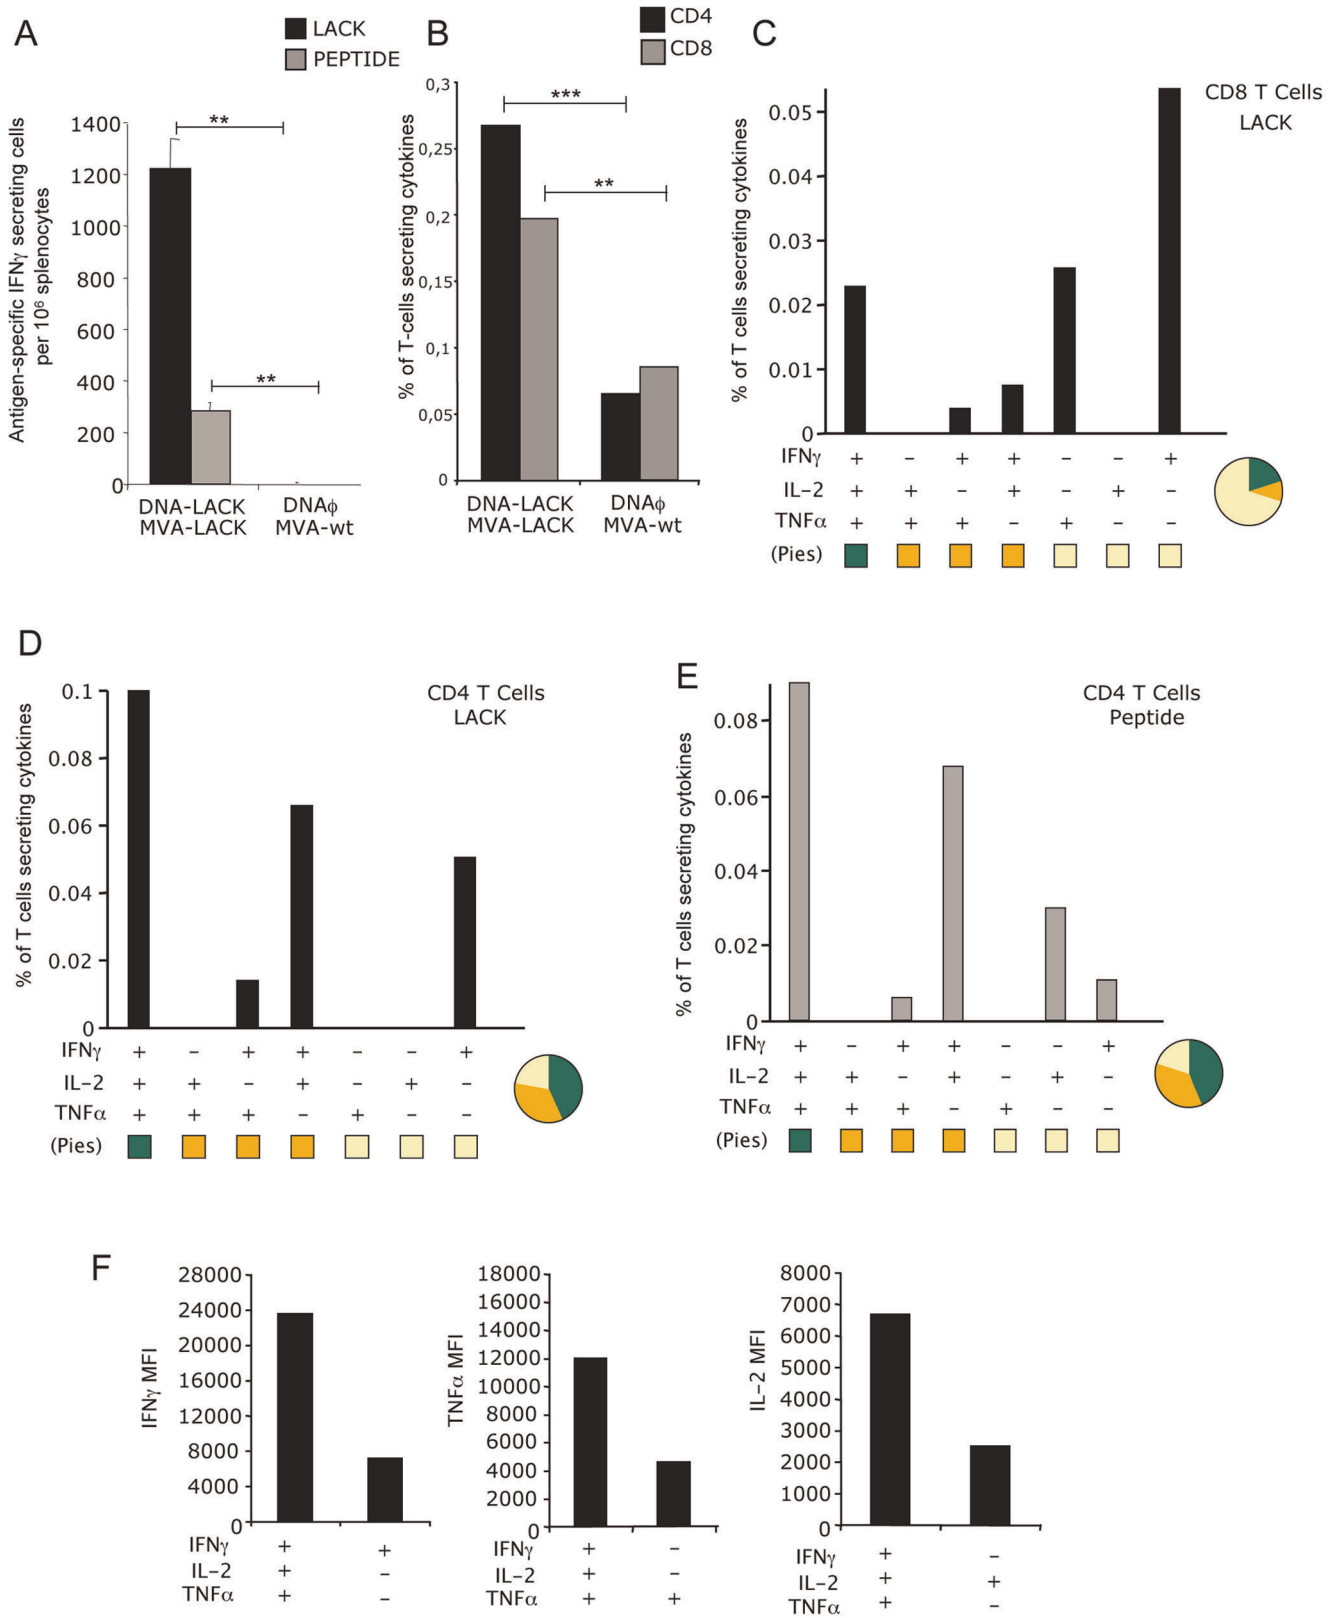 A
LACK
PEPTIDE
Antigen-specific IFNγ secreting cells
per 10⁶ splenocytes
1400
1200
1000
800
600
400
200
0
**
**
DNA-LACK
MVA-LACK
DNAϕ
MVA-wt
B
CD4
CD8
% of T-cells secreting cytokines
0,3
0,25
0,2
0,15
0,1
0,05
0
***
**
DNA-LACK
MVA-LACK
DNAϕ
MVA-wt
C
CD8 T Cells
LACK
% of T cells secreting cytokines
0.05
0.04
0.03
0.02
0.01
0
IFNγ + − + + − − +
IL−2 + + − + − + −
TNFα + + + − + − −
(Pies)
D
CD4 T Cells
LACK
% of T cells secreting cytokines
0.1
0.08
0.06
0.04
0.02
0
IFNγ + − + + − − +
IL−2 + + − + − + −
TNFα + + + − + − −
(Pies)
E
CD4 T Cells
Peptide
% of T cells secreting cytokines
0.08
0.06
0.04
0.02
0
IFNγ + − + + − − +
IL−2 + + − + − + −
TNFα + + + − + − −
(Pies)
F
IFNγ MFI
28000
24000
20000
16000
12000
8000
4000
0
IFNγ + +
IL−2 + −
TNFα + −
TNFα MFI
18000
16000
14000
12000
10000
8000
6000
4000
2000
0
IFNγ + −
IL−2 + −
TNFα + +
IL−2 MFI
8000
7000
6000
5000
4000
3000
2000
1000
0
IFNγ + −
IL−2 + +
TNFα + −